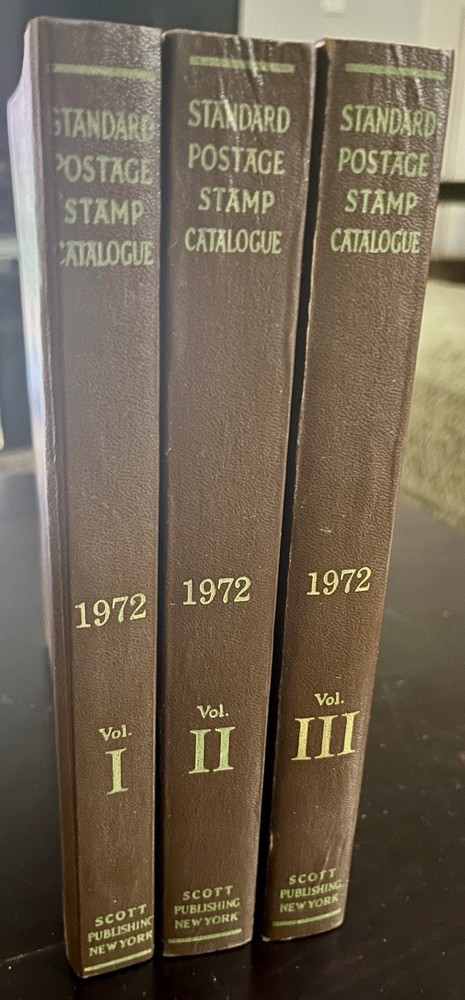 STANDARD
POSTAGE
STAMP
CATALOGUE
1972
Vol.
I
SCOTT
PUBLISHING
NEW YORK
STANDARD
POSTAGE
STAMP
CATALOGUE
1972
Vol.
II
SCOTT
PUBLISHING
NEW YORK
STANDARD
POSTAGE
STAMP
CATALOGUE
1972
Vol.
III
SCOTT
PUBLISHING
NEW YORK